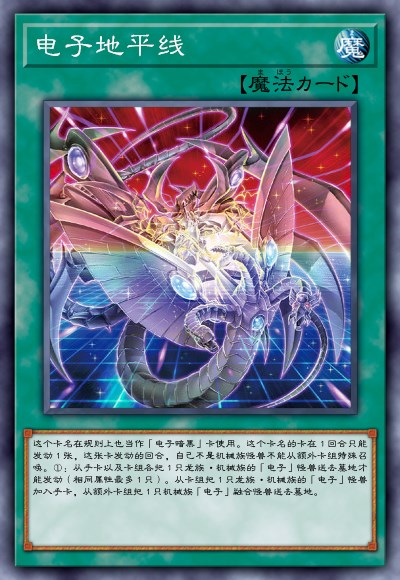 电子地平线
魔
【魔法カード】
ま ほう
这个卡名在规则上也当作「电子暗黑」卡使用。这个卡名的卡在1回合只能
发动1张,这张卡发动的回合,自己不是机械族怪兽不能从额外卡组特殊召
唤。①:从手卡以及卡组各把1只龙族·机械族的「电子」怪兽送去墓地才
能发动(相同属性最多1只)。从卡组把1只龙族·机械族的「电子」怪兽
加入手卡,从额外卡组把1只机械族「电子」融合怪兽送去墓地。